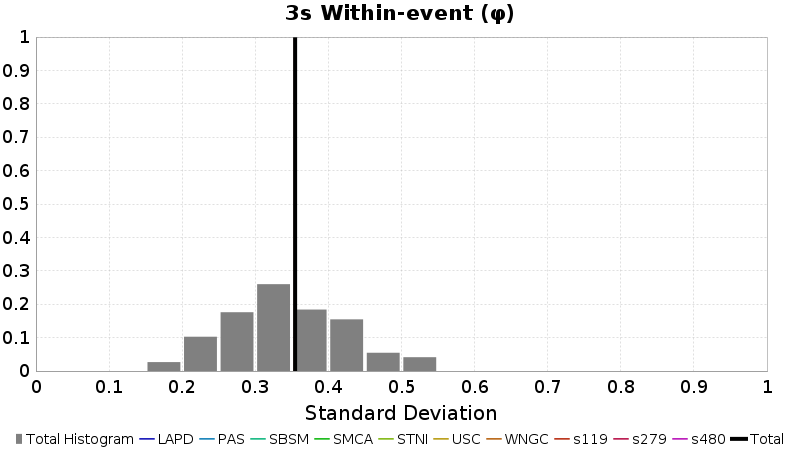 3s Within-event (φ)
1
0.9
0.8
0.7
0.6
0.5
0.4
0.3
0.2
0.1
0
0 0.1 0.2 0.3 0.4 0.5 0.6 0.7 0.8 0.9 1
Standard Deviation
Total Histogram LAPD PAS SBSM SMCA STNI USC WNGC s119 s279 s480 Total